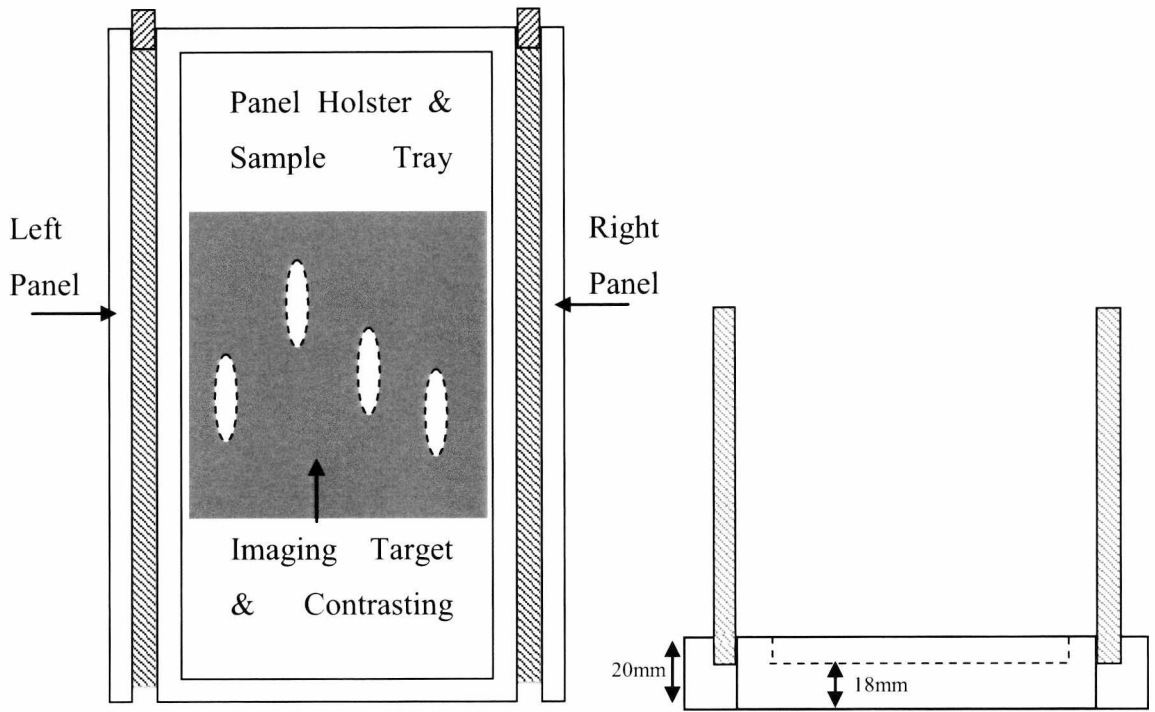 Panel Holster &
Sample Tray
Left
Panel
Right
Panel
Imaging Target
& Contrasting
20mm
18mm